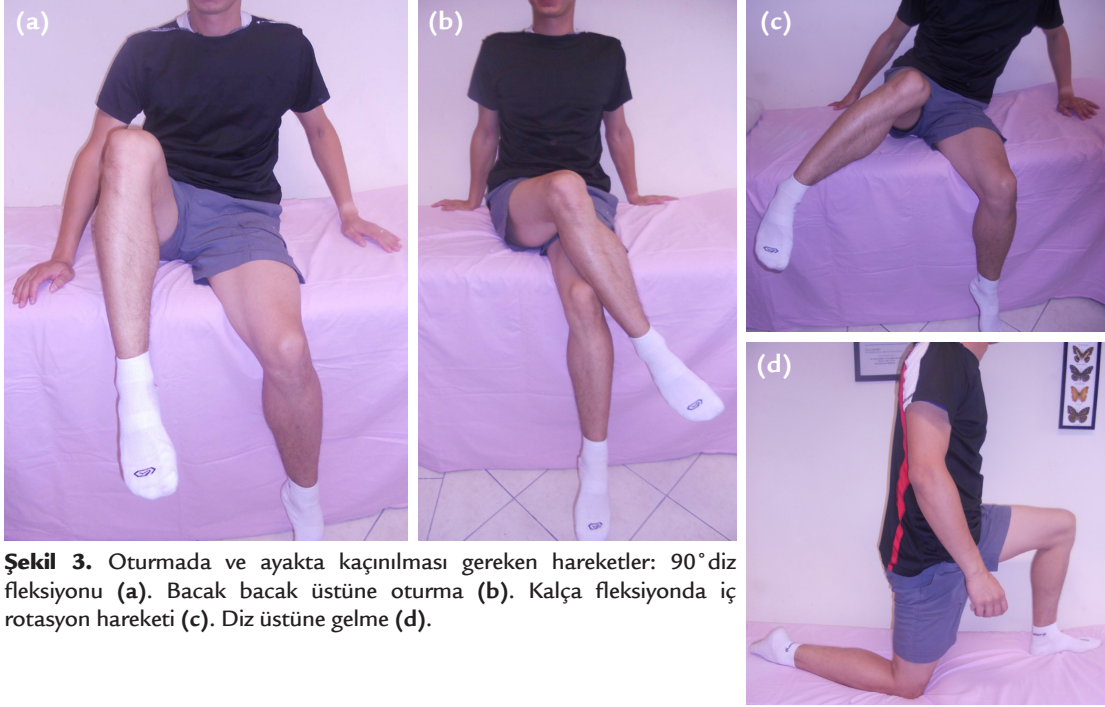 (a)
(b)
(c)
(d)
Şekil 3. Oturmada ve ayakta kaçınılması gereken hareketler: 90˚diz
fleksiyonu (a). Bacak bacak üstüne oturma (b). Kalça fleksiyonda iç
rotasyon hareketi (c). Diz üstüne gelme (d).